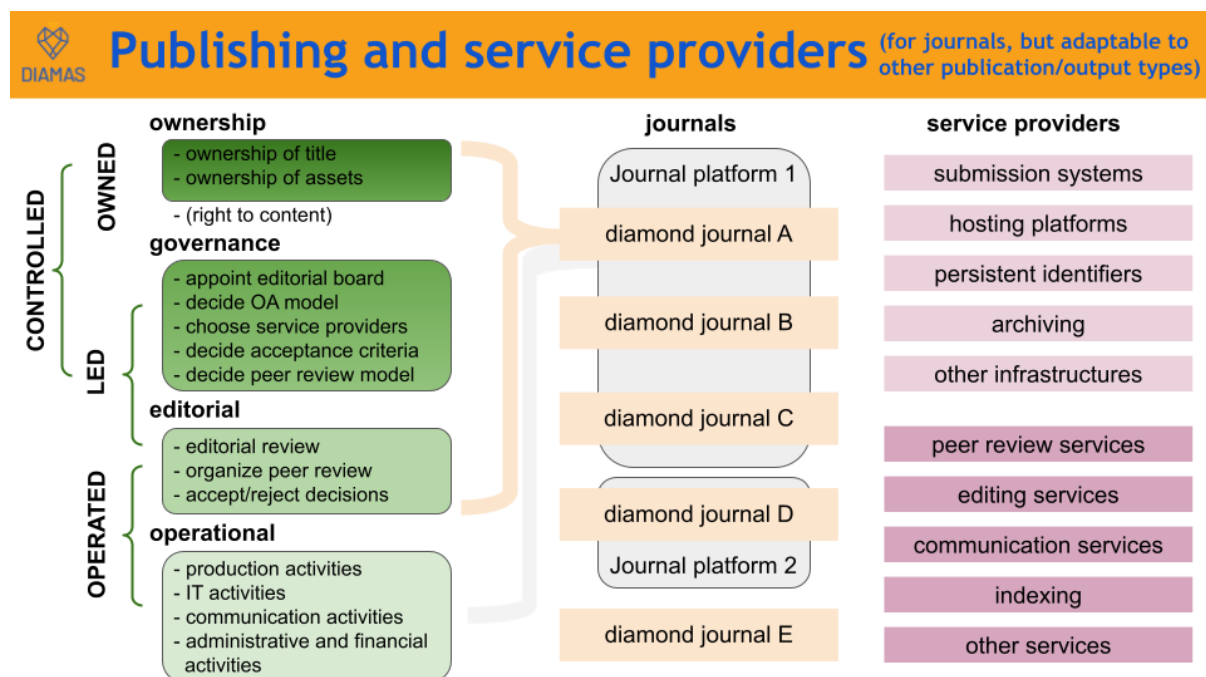 DIAMAS
Publishing and service providers
(for journals, but adaptable to
other publication/output types)
CONTROLLED
OWNED
LED
OPERATED
ownership
- ownership of title
- ownership of assets
- (right to content)
governance
- appoint editorial board
- decide OA model
- choose service providers
- decide acceptance criteria
- decide peer review model
editorial
- editorial review
- organize peer review
- accept/reject decisions
operational
- production activities
- IT activities
- communication activities
- administrative and financial
activities
journals
Journal platform 1
diamond journal A
diamond journal B
diamond journal C
diamond journal D
Journal platform 2
diamond journal E
service providers
submission systems
hosting platforms
persistent identifiers
archiving
other infrastructures
peer review services
editing services
communication services
indexing
other services